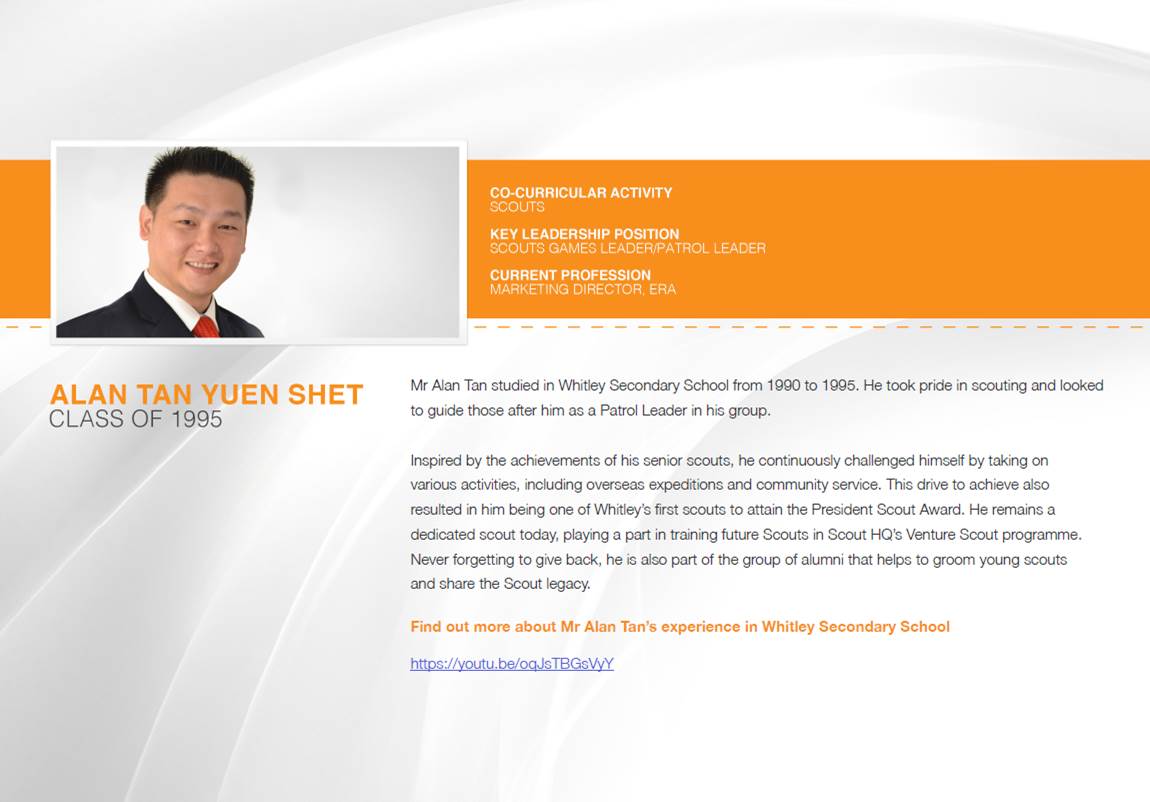 CO-CURRICULAR ACTIVITY
SCOUTS
KEY LEADERSHIP POSITION
SCOUTS GAMES LEADER/PATROL LEADER
CURRENT PROFESSION
MARKETING DIRECTOR, ERA
ALAN TAN YUEN SHET
CLASS OF 1995
Mr Alan Tan studied in Whitley Secondary School from 1990 to 1995. He took pride in scouting and looked
to guide those after him as a Patrol Leader in his group.
Inspired by the achievements of his senior scouts, he continuously challenged himself by taking on
various activities, including overseas expeditions and community service. This drive to achieve also
resulted in him being one of Whitley's first scouts to attain the President Scout Award. He remains a
dedicated scout today, playing a part in training future Scouts in Scout HQ's Venture Scout programme.
Never forgetting to give back, he is also part of the group of alumni that helps to groom young scouts
and share the Scout legacy.
Find out more about Mr Alan Tan's experience in Whitley Secondary School
https://youtu.be/oqJsTBGsVyY